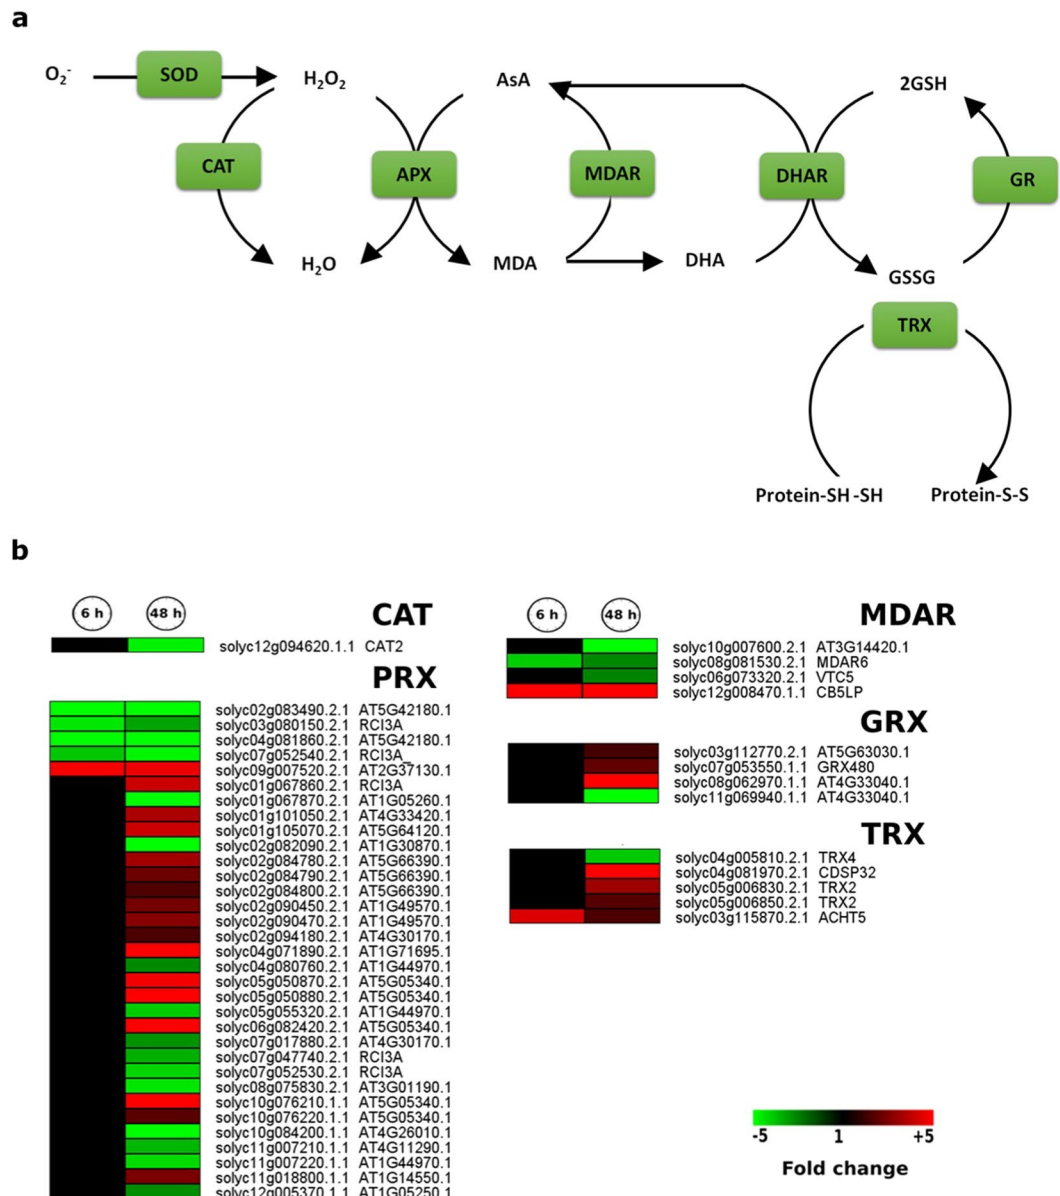 a
O2- SOD H2O2 AsA 2GSH
CAT APX MDAR DHAR GR
H2O MDA DHA GSSG
TRX
Protein-SH -SH Protein-S-S
b
6 h 48 h CAT
solyc12g094620.1.1 CAT2
PRX
solyc02g083490.2.1 AT5G42180.1
solyc03g080150.2.1 RCI3A
solyc04g081860.2.1 AT5G42180.1
solyc07g052540.2.1 RCI3A_
solyc09g007520.2.1 AT2G37130.1
solyc01g067860.2.1 RCI3A
solyc01g067870.2.1 AT1G05260.1
solyc01g101050.2.1 AT4G33420.1
solyc01g105070.2.1 AT5G64120.1
solyc02g082090.2.1 AT1G30870.1
solyc02g084780.2.1 AT5G66390.1
solyc02g084790.2.1 AT5G66390.1
solyc02g084800.2.1 AT5G66390.1
solyc02g090450.2.1 AT1G49570.1
solyc02g090470.2.1 AT1G49570.1
solyc02g094180.2.1 AT4G30170.1
solyc04g071890.2.1 AT1G71695.1
solyc04g080760.2.1 AT1G44970.1
solyc05g050870.2.1 AT5G05340.1
solyc05g050880.2.1 AT5G05340.1
solyc05g055320.2.1 AT1G44970.1
solyc06g082420.2.1 AT5G05340.1
solyc07g017880.2.1 AT4G30170.1
solyc07g047740.2.1 RCI3A
solyc07g052530.2.1 RCI3A
solyc08g075830.2.1 AT3G01190.1
solyc10g076210.1.1 AT5G05340.1
solyc10g076220.1.1 AT5G05340.1
solyc10g084200.1.1 AT4G26010.1
solyc11g007210.1.1 AT4G11290.1
solyc11g007220.1.1 AT1G44970.1
solyc11g018800.1.1 AT1G14550.1
solyc12g005370.1.1 AT1G05250.1
6 h 48 h MDAR
solyc10g007600.2.1 AT3G14420.1
solyc08g081530.2.1 MDAR6
solyc06g073320.2.1 VTC5
solyc12g008470.1.1 CB5LP
GRX
solyc03g112770.2.1 AT5G63030.1
solyc07g053550.1.1 GRX480
solyc08g062970.1.1 AT4G33040.1
solyc11g069940.1.1 AT4G33040.1
TRX
solyc04g005810.2.1 TRX4
solyc04g081970.2.1 CDSP32
solyc05g006830.2.1 TRX2
solyc05g006850.2.1 TRX2
solyc03g115870.2.1 ACHT5
-5 1 +5
Fold change